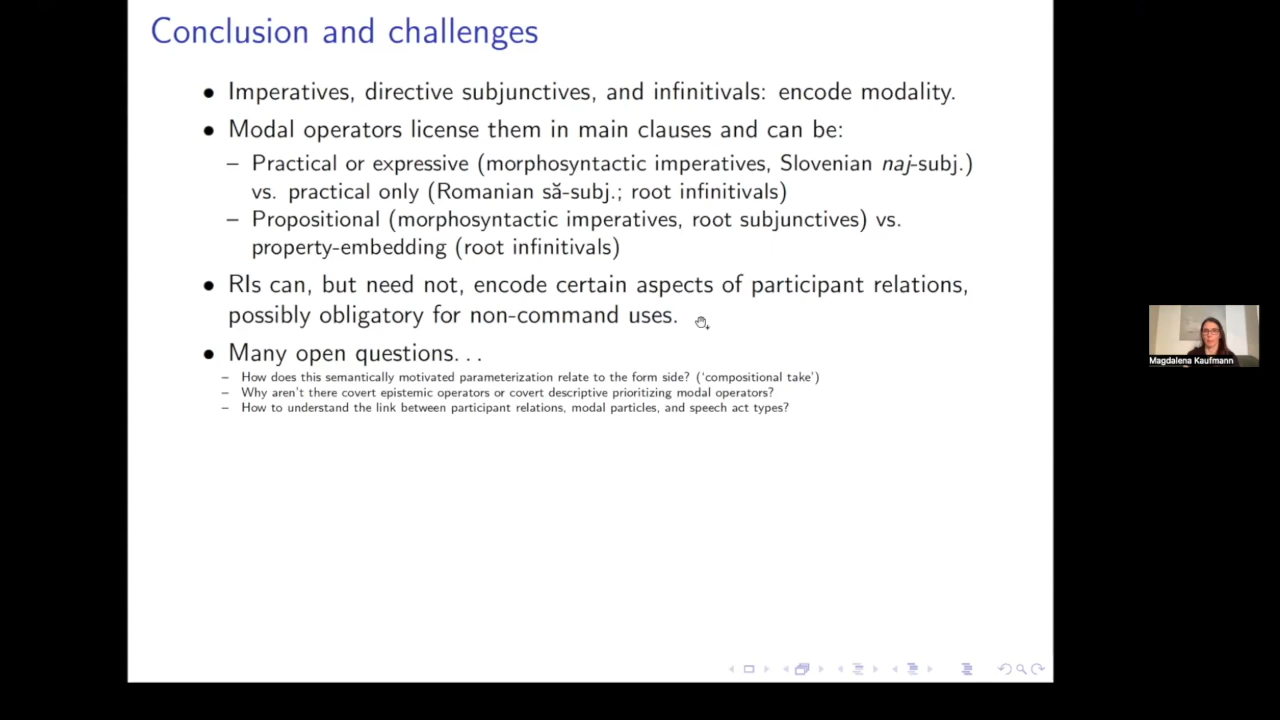 Conclusion and challenges
• Imperatives, directive subjunctives, and infinitivals: encode modality.
• Modal operators license them in main clauses and can be:
– Practical or expressive (morphosyntactic imperatives, Slovenian naj-subj.)
vs. practical only (Romanian să-subj.; root infinitivals)
– Propositional (morphosyntactic imperatives, root subjunctives) vs.
property-embedding (root infinitivals)
• RIs can, but need not, encode certain aspects of participant relations,
possibly obligatory for non-command uses.
• Many open questions. . .
– How does this semantically motivated parameterization relate to the form side? (‘compositional take’)
– Why aren’t there covert epistemic operators or covert descriptive prioritizing modal operators?
– How to understand the link between participant relations, modal particles, and speech act types?
Magdalena Kaufmann